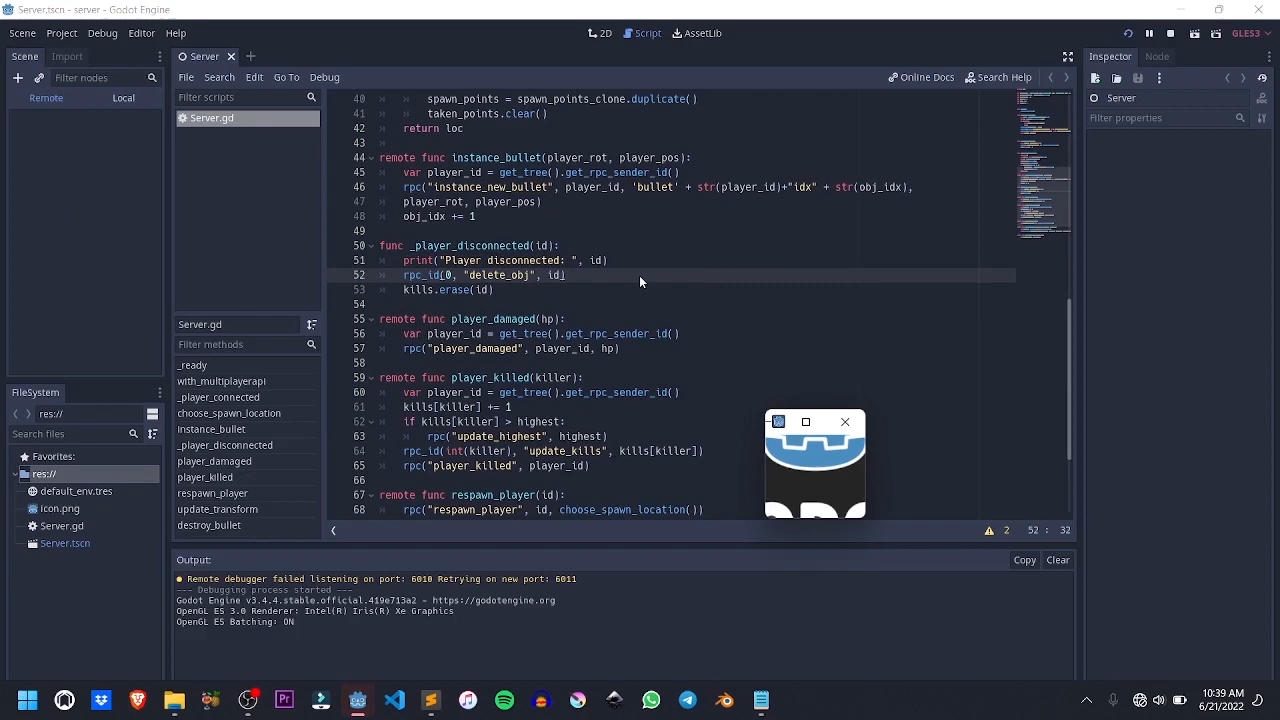 Server.tscn - server - Godot Engine
Scene Project Debug Editor Help
2D Script AssetLib
GLES3
Scene Import
Server
Inspector Node
Filter nodes
File Search Edit Go To Debug
Online Docs Search Help
Remote Local
Filter scripts
Server
Server.gd
Filter properties
40 spawn_points = spawn_points_clone.duplicate()
41 taken_points.clear()
42 return loc
43
44 remote func instance_bullet(player_rot, player_pos):
45 var player_id = get_tree().get_rpc_sender_id()
46
47 player_rot, player_pos)
48 obj_idx += 1
49
50 func _player_disconnected(id):
51 print("Player disconnected: ", id)
52 rpc_id(0, "delete_obj", id)
53 kills.erase(id)
54
55 remote func player_damaged(hp):
56 var player_id = get_tree().get_rpc_sender_id()
57 rpc("player_damaged", player_id, hp)
58
59 remote func player_killed(killer):
60 var player_id = get_tree().get_rpc_sender_id()
61 kills[killer] += 1
62 if kills[killer] > highest:
63 rpc("update_highest", highest)
64 rpc_id(int(killer), "update_kills", kills[killer])
65 rpc("player_killed", player_id)
66
67 remote func respawn_player(id):
68 rpc("respawn_player", id, choose_spawn_location())
Server.gd
Filter methods
_ready
with_multiplayerapi
_player_connected
choose_spawn_location
instance_bullet
_player_disconnected
player_damaged
player_killed
respawn_player
update_transform
destroy_bullet
FileSystem
res://
Search files
Favorites:
res://
default_env.tres
icon.png
Server.gd
Server.tscn
2 52 : 32
Output:
Copy Clear
Remote debugger failed listening on port: 6010 Retrying on new port: 6011
--- Debugging process started ---
Godot Engine v3.4.4.stable.official.419e713a2 - https://godotengine.org
OpenGL ES 3.0 Renderer: Intel(R) Iris(R) Xe Graphics
OpenGL ES Batching: ON
10:39 AM
6/21/2022